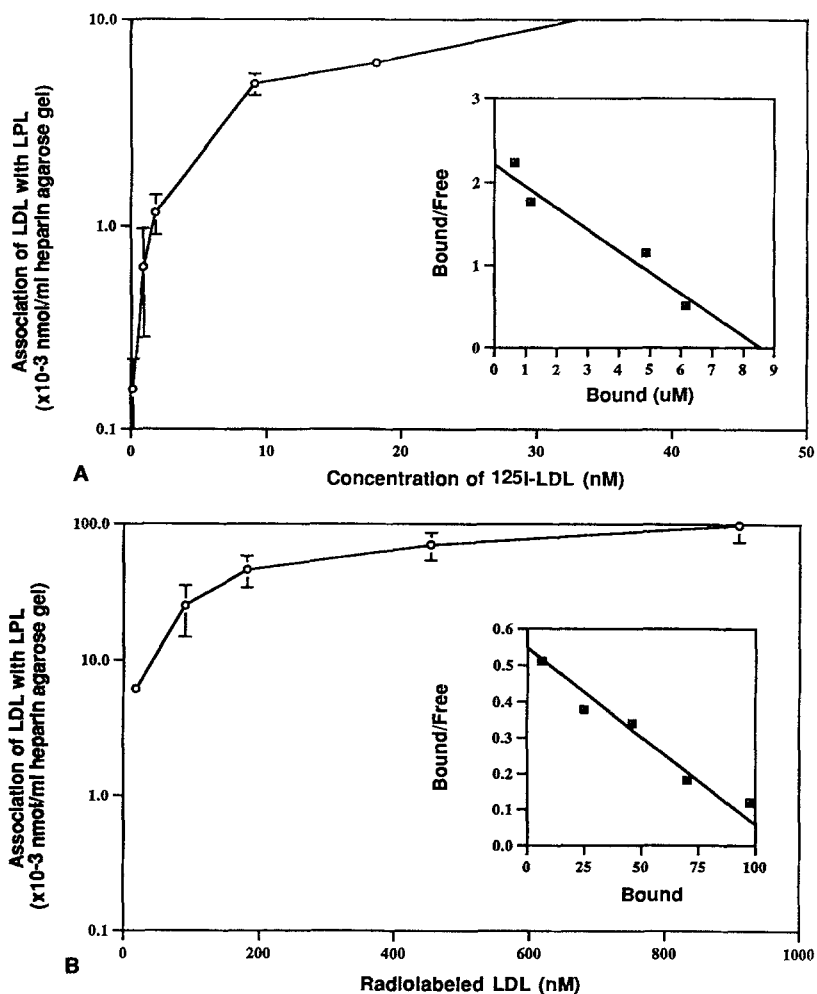 Association of LDL with LPL
(x10-3 nmol/ml heparin agarose gel)
10.0
1.0
0.1
0
10
20
30
40
50
Concentration of 125I-LDL (nM)
A
Bound/Free
3
2
1
0
0 1 2 3 4 5 6 7 8 9
Bound (uM)
Association of LDL with LPL
(x10-3 nmol/ml heparin agarose gel)
100.0
10.0
1.0
0.1
0
200
400
600
800
1000
Radiolabeled LDL (nM)
B
Bound/Free
0.6
0.5
0.4
0.3
0.2
0.1
0.0
0 25 50 75 100
Bound